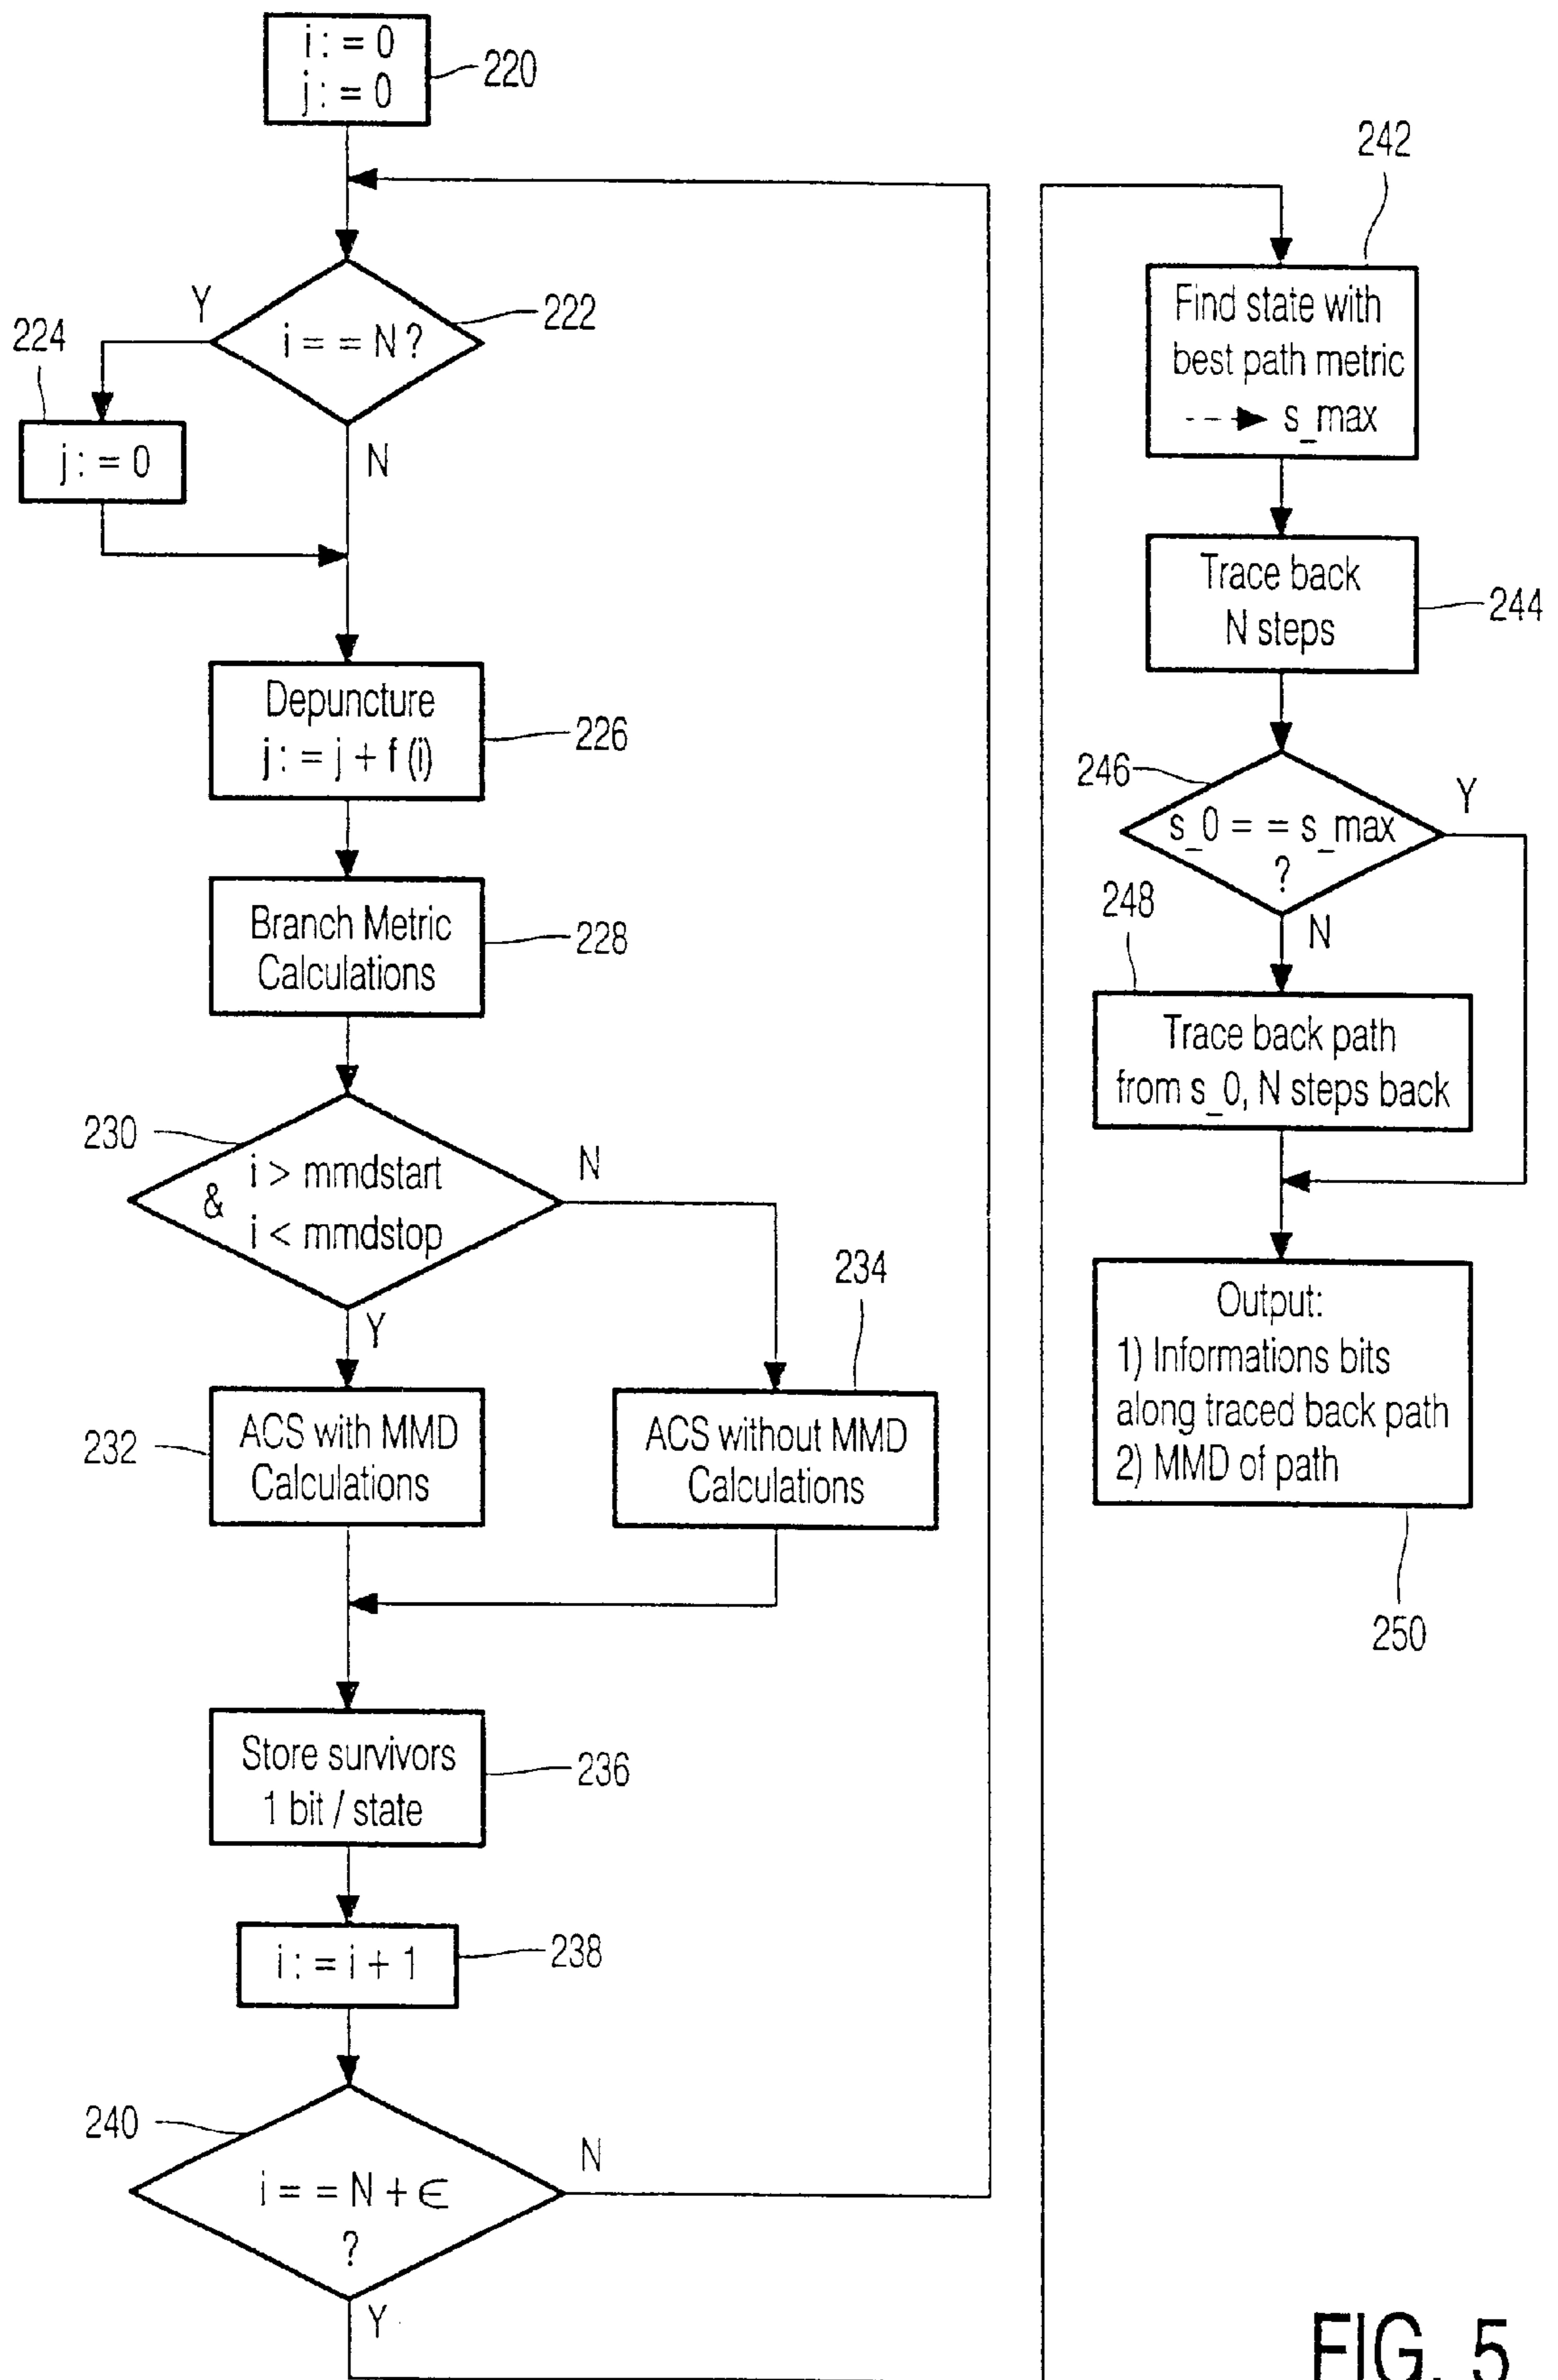 i : = 0
j : = 0
220
i = = N ?
222
Y
N
224
j : = 0
Depuncture
j : = j + f (i)
226
Branch Metric
Calculations
228
230
i > mmdstart
&
i < mmdstop
N
Y
232
ACS with MMD
Calculations
234
ACS without MMD
Calculations
Store survivors
1 bit / state
236
i : = i + 1
238
240
i = = N + ∈
?
N
Y
242
Find state with
best path metric
s_max
Trace back
N steps
244
246
s_0 = = s_max
?
Y
N
248
Trace back path
from s_0, N steps back
Output:
1) Informations bits
along traced back path
2) MMD of path
250
FIG. 5